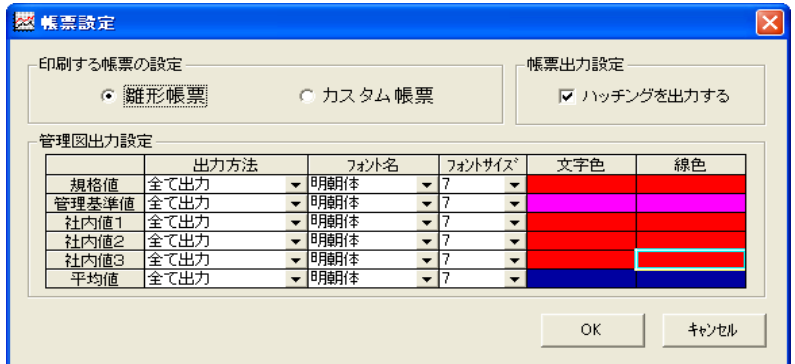 帳票設定
印刷する帳票の設定
帳票出力設定
雛形帳票 カスタム帳票 ハッチングを出力する
管理図出力設定
出力方法 フォント名 フォントサイズ 文字色 線色
規格値 全て出力 明朝体 7
管理基準値 全て出力 明朝体 7
社内値1 全て出力 明朝体 7
社内値2 全て出力 明朝体 7
社内値3 全て出力 明朝体 7
平均値 全て出力 明朝体 7
OK キャンセル